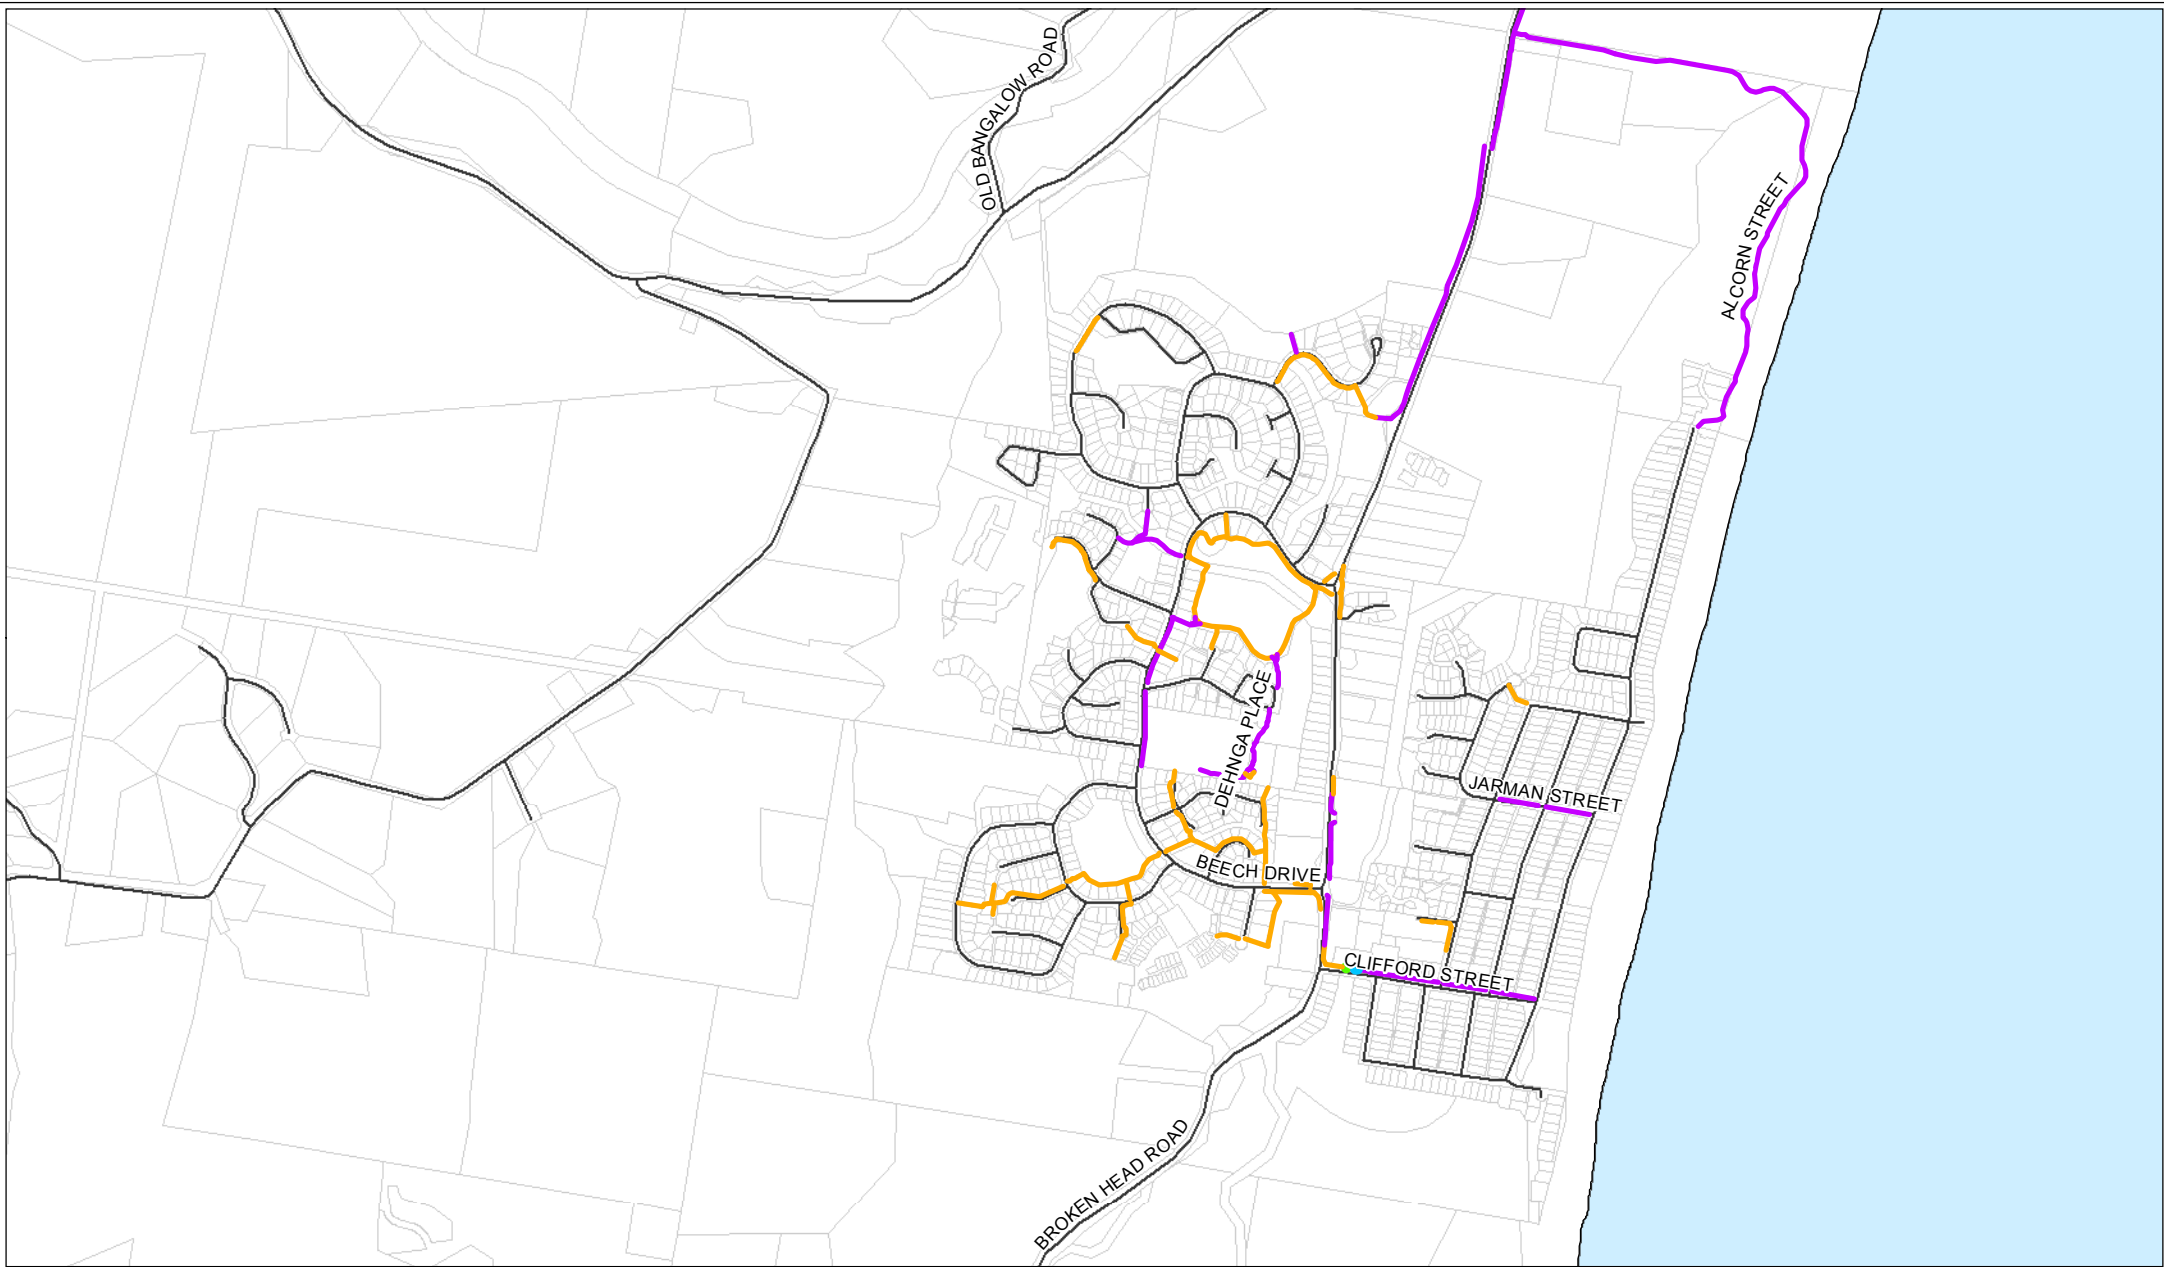 OLD BANGALOW ROAD
ALCORN STREET
DEHNGA PLACE
JARMAN STREET
BEECH DRIVE
CLIFFORD STREET
BROKEN HEAD ROAD